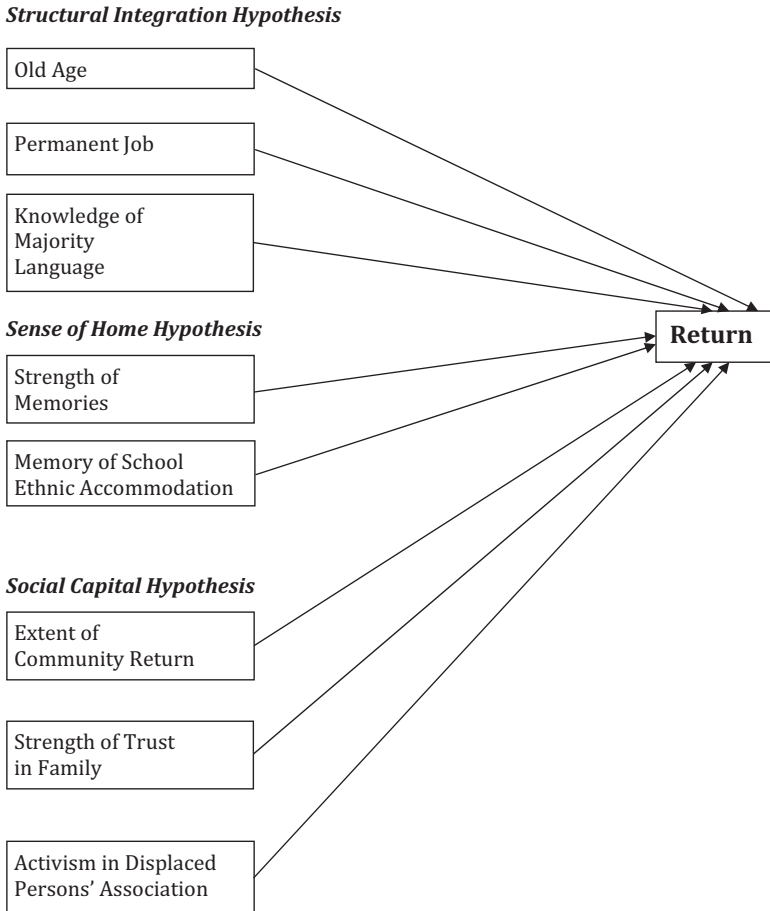 Structural Integration Hypothesis
Old Age
Permanent Job
Knowledge of
Majority
Language
Sense of Home Hypothesis
Return
Strength of
Memories
Memory of School
Ethnic Accommodation
Social Capital Hypothesis
Extent of
Community Return
Strength of Trust
in Family
Activism in Displaced
Persons’ Association